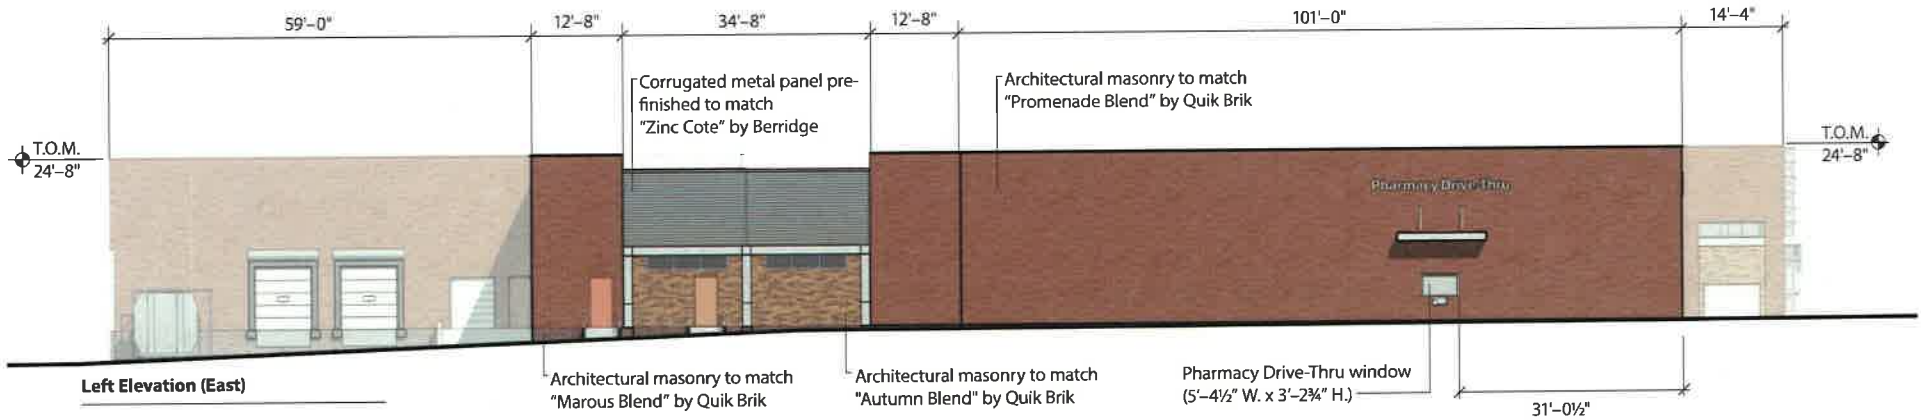 59'–0"
12'–8"
34'–8"
12'–8"
101'–0"
14'–4"
Corrugated metal panel pre-
finished to match
"Zinc Cote" by Berridge
Architectural masonry to match
"Promenade Blend" by Quik Brik
T.O.M.
24'–8"
T.O.M.
24'–8"
Pharmacy Drive-Thru
Left Elevation (East)
Architectural masonry to match
"Marous Blend" by Quik Brik
Architectural masonry to match
"Autumn Blend" by Quik Brik
Pharmacy Drive-Thru window
(5'–4½" W. x 3'–2¾" H.)
31'–0½"